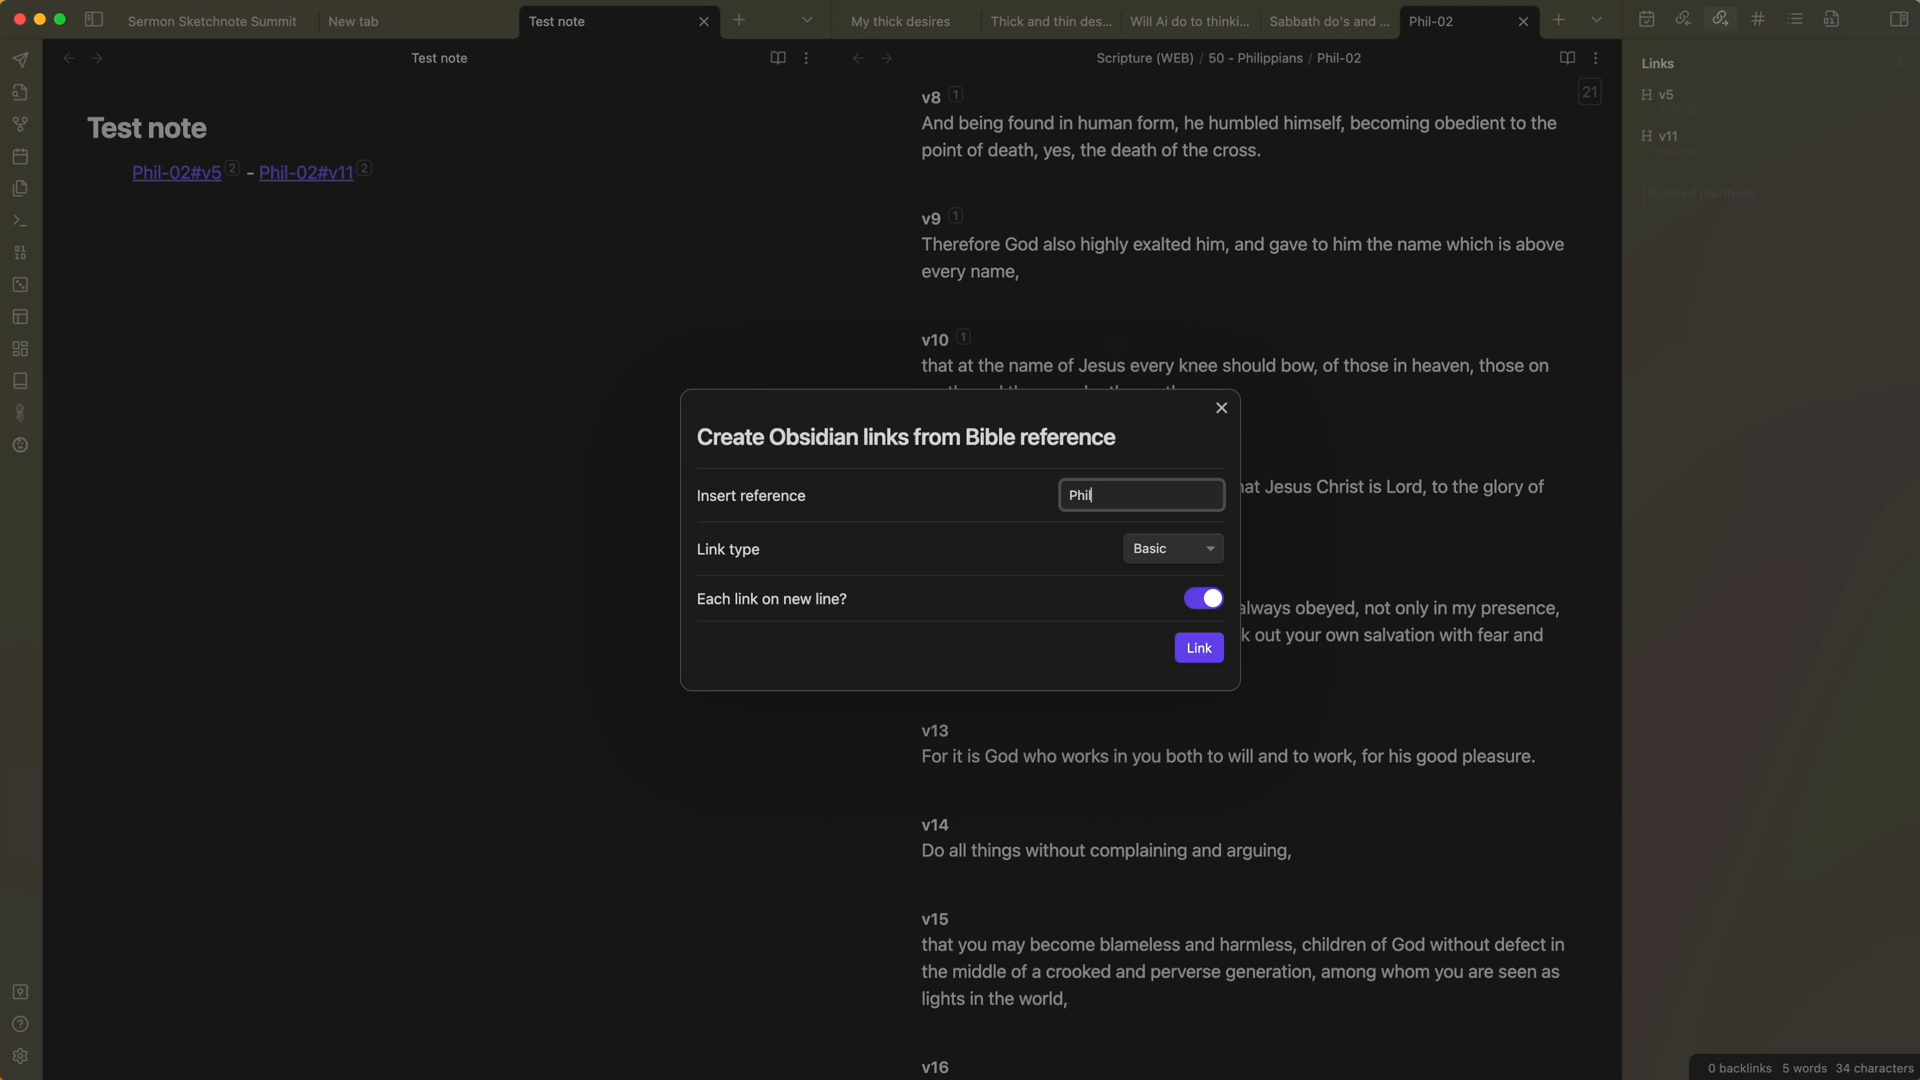 Sermon Sketchnote Summit
New tab
Test note
My thick desires
Thick and thin des...
Will Ai do to thinki...
Sabbath do's and ...
Phil-02
Test note
Scripture (WEB) / 50 - Philippians / Phil-02
Test note
Phil-02#v5 2 - Phil-02#v11 2
21
v8 1
And being found in human form, he humbled himself, becoming obedient to the
point of death, yes, the death of the cross.
v9 1
Therefore God also highly exalted him, and gave to him the name which is above
every name,
v10 1
that at the name of Jesus every knee should bow, of those in heaven, those on
Create Obsidian links from Bible reference
Insert reference
Phil
Link type
Basic
Each link on new line?
Link
at Jesus Christ is Lord, to the glory of
always obeyed, not only in my presence,
k out your own salvation with fear and
v13
For it is God who works in you both to will and to work, for his good pleasure.
v14
Do all things without complaining and arguing,
v15
that you may become blameless and harmless, children of God without defect in
the middle of a crooked and perverse generation, among whom you are seen as
lights in the world,
v16
Links
H v5
Phil-02
H v11
Phil-02
Unlinked mentions
0 backlinks 5 words 34 characters